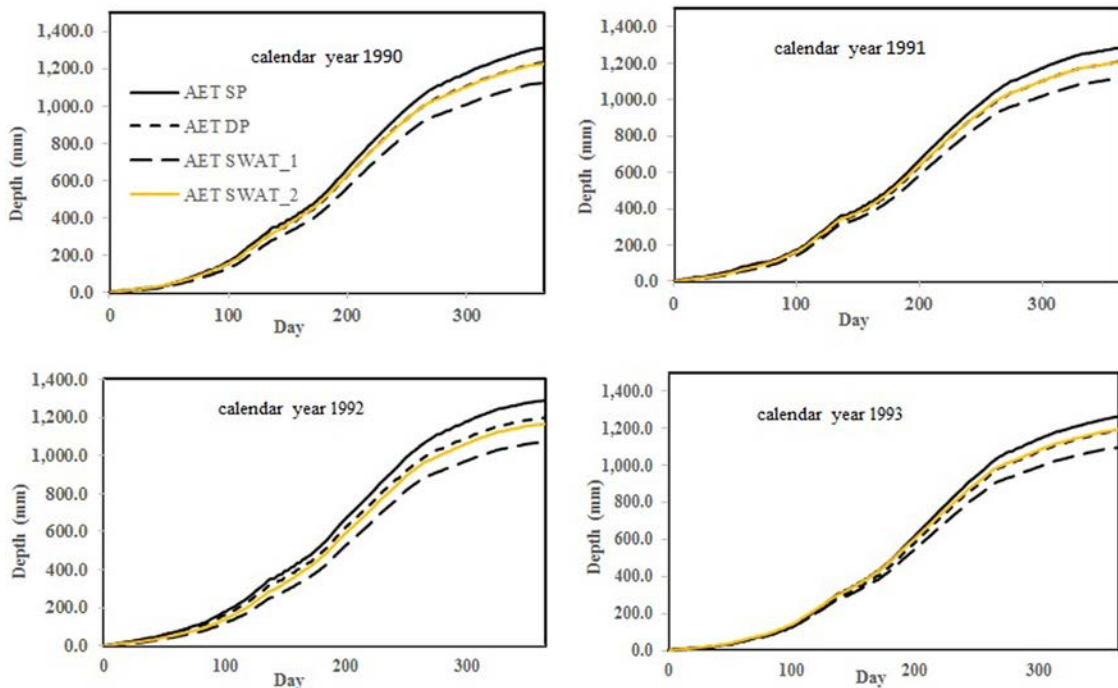 1,400.0
calendar year 1990
1,200.0
AET SP
1,000.0
AET DP
800.0
AET SWAT_1
600.0
AET SWAT_2
400.0
200.0
0.0
Depth (mm)
0 100 200 300
Day
1,400.0
calendar year 1991
1,200.0
1,000.0
800.0
600.0
400.0
200.0
0.0
Depth (mm)
0 100 200 300
Day
1,400.0
calendar year 1992
1,200.0
1,000.0
800.0
600.0
400.0
200.0
0.0
Depth (mm)
0 100 200 300
Day
1,400.0
calendar year 1993
1,200.0
1,000.0
800.0
600.0
400.0
200.0
0.0
Depth (mm)
0 100 200 300
Day